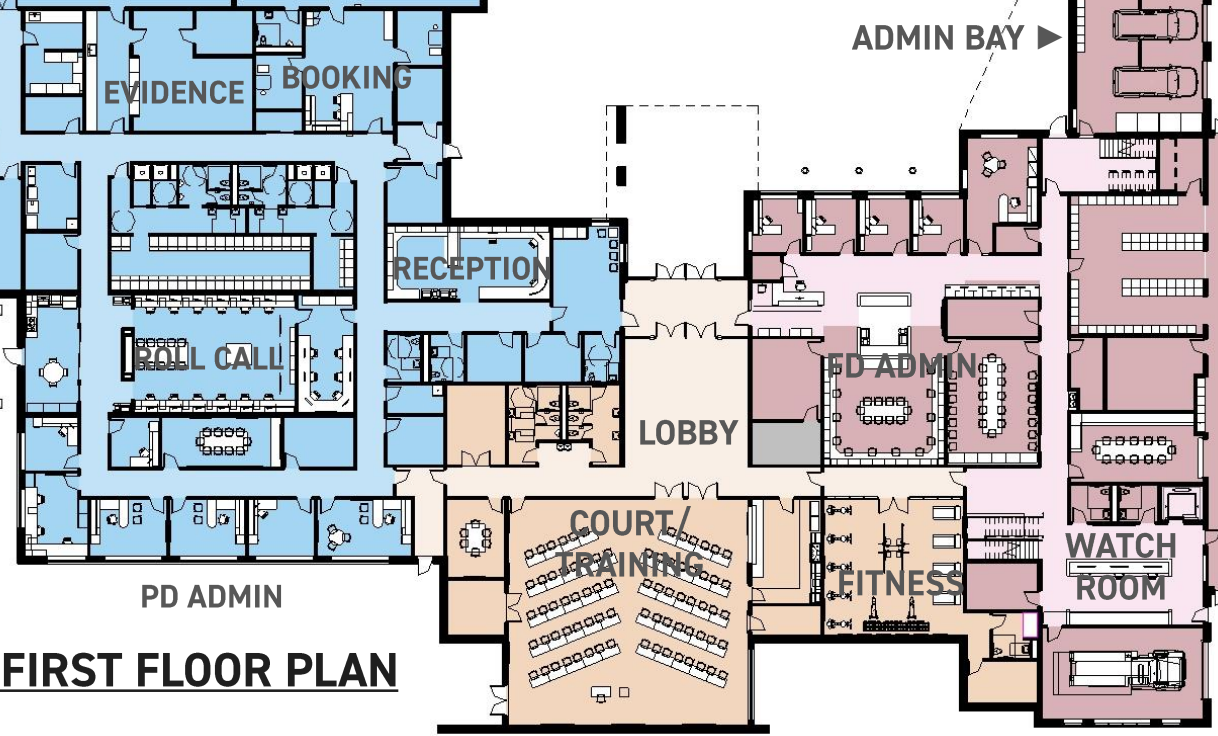 ADMIN BAY
EVIDENCE
BOOKING
RECEPTION
ROLL CALL
FD ADMIN
LOBBY
COURT/
TRAINING
WATCH
ROOM
FITNESS
PD ADMIN
FIRST FLOOR PLAN